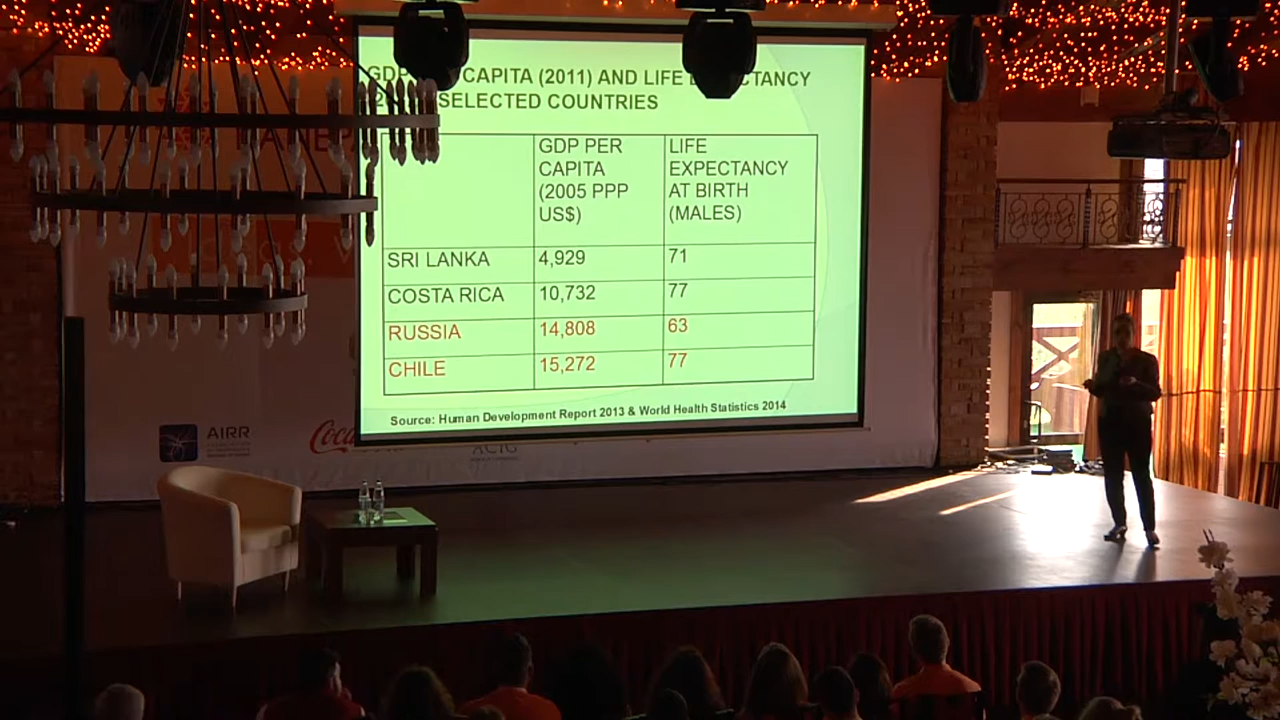 GDP CAPITA (2011) AND LIFE EXPECTANCY
SELECTED COUNTRIES
GDP PER
CAPITA
(2005 PPP
US$)
LIFE
EXPECTANCY
AT BIRTH
(MALES)
SRI LANKA 4,929 71
COSTA RICA 10,732 77
RUSSIA 14,808 63
CHILE 15,272 77
Source: Human Development Report 2013 & World Health Statistics 2014
AIRR
Coca